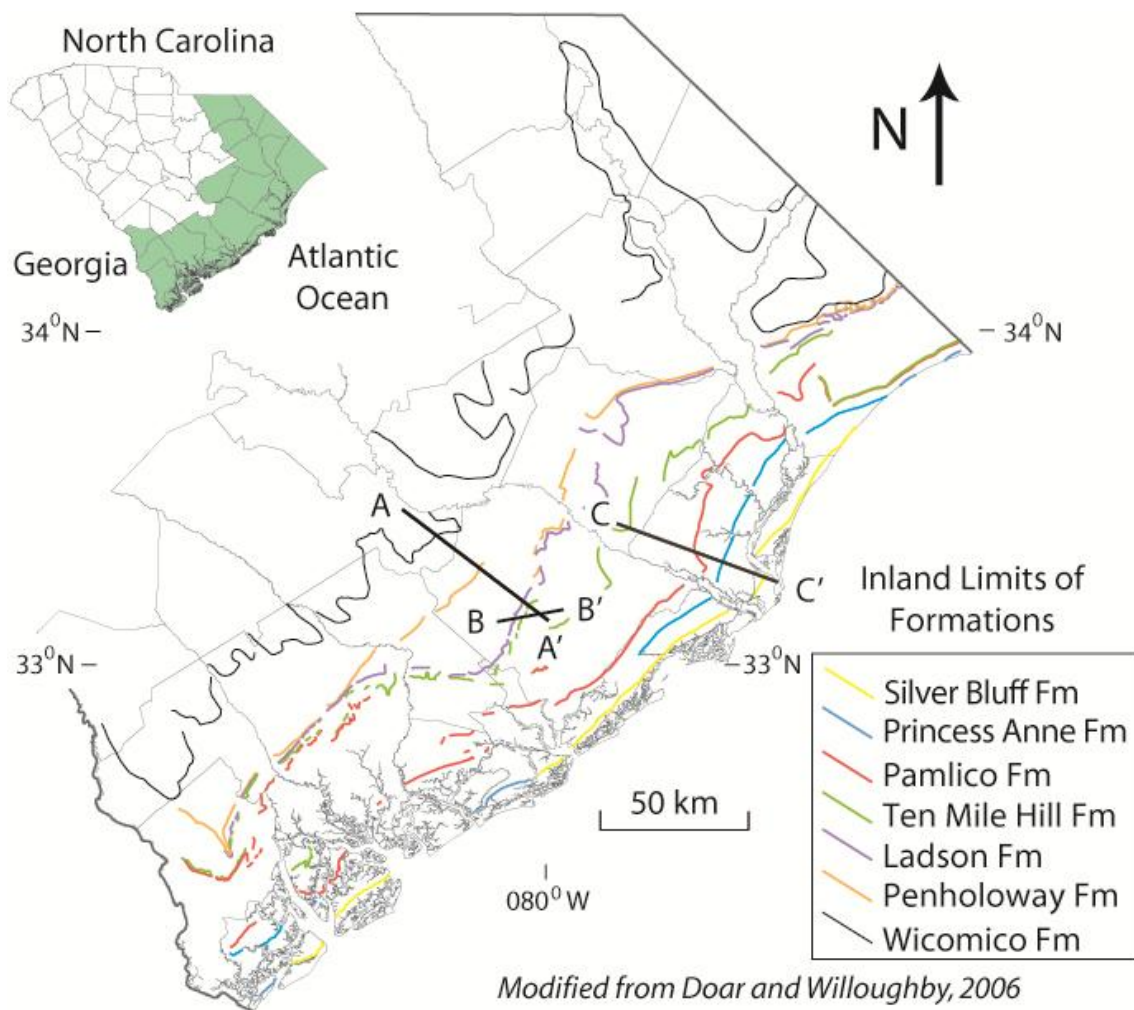 North Carolina
Georgia
Atlantic
Ocean
N
34⁰N
34⁰N
A
C
B
B'
A'
C'
33⁰N
33⁰N
Inland Limits of
Formations
Silver Bluff Fm
Princess Anne Fm
Pamlico Fm
Ten Mile Hill Fm
Ladson Fm
Penholoway Fm
Wicomico Fm
50 km
080⁰W
Modified from Doar and Willoughby, 2006